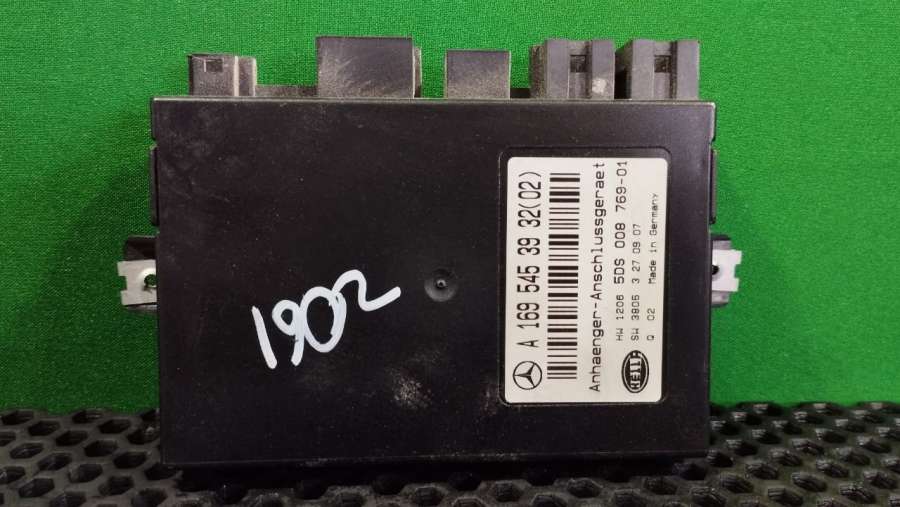 1902
A 169 545 39 32(02)
Anhaenger-Anschlussgeraet
HW 1206 5DS 008 769-01
SW 3805 3 27 09 07
Q 02 Made in Germany
HELLA